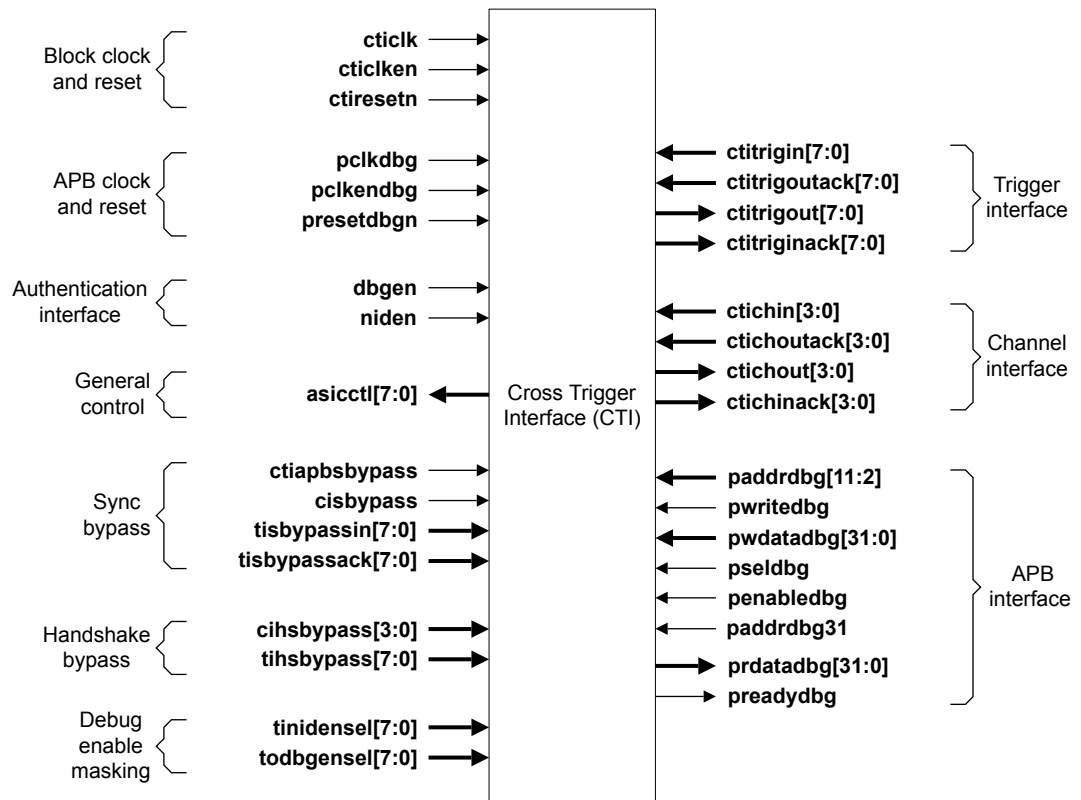 Block clock
and reset
cticlk
cticlken
ctiresetn
APB clock
and reset
pclkdbg
pclkendbg
presetdbgn
Authentication
interface
dbgen
niden
General
control
asicctl[7:0]
Sync
bypass
ctiapbsbypass
cisbypass
tisbypassin[7:0]
tisbypassack[7:0]
Handshake
bypass
cihsbypass[3:0]
tihsbypass[7:0]
Debug
enable
masking
tinidensel[7:0]
todbgensel[7:0]
Cross Trigger
Interface (CTI)
ctitrigin[7:0]
ctitrigoutack[7:0]
ctitrigout[7:0]
ctitriginack[7:0]
Trigger
interface
ctichin[3:0]
ctichoutack[3:0]
ctichout[3:0]
ctichinack[3:0]
Channel
interface
paddrdbg[11:2]
pwritedbg
pwdatadbg[31:0]
pseldbg
penabledbg
paddrdbg31
prdatadbg[31:0]
preadydbg
APB
interface